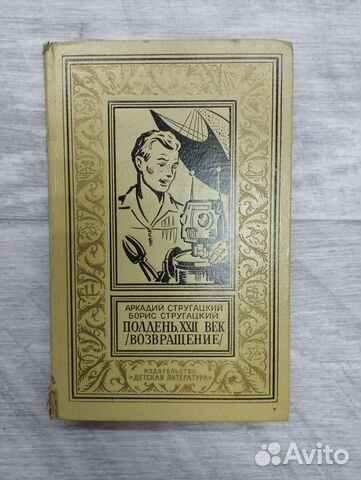 АРКАДИЙ СТРУГАЦКИЙ
БОРИС СТРУГАЦКИЙ
ПОЛДЕНЬ, XXII ВЕК
/ВОЗВРАЩЕНИЕ/
ИЗДАТЕЛЬСТВО
«ДЕТСКАЯ ЛИТЕРАТУРА»
Avito